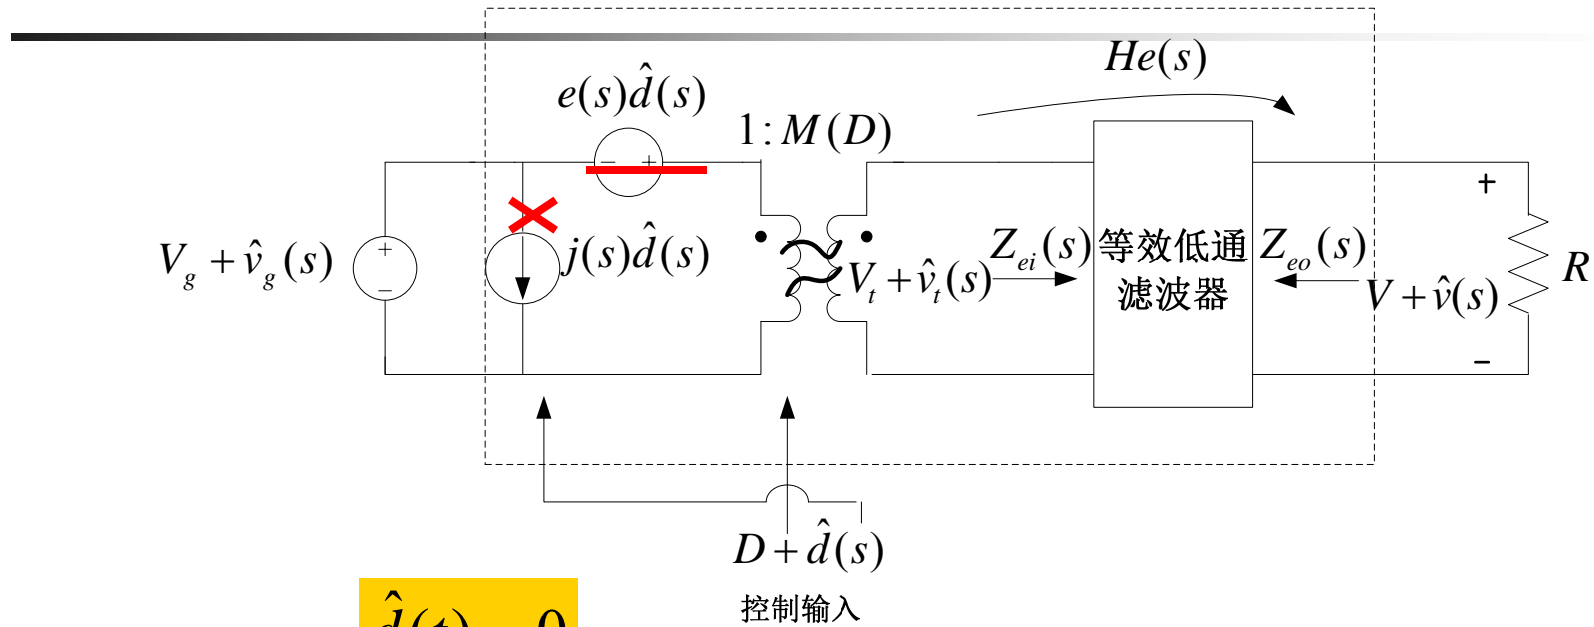 He(s)
e(s)d̂(s)
1:M(D)
+
− +
V_g + v̂_g(s)
+
−
j(s)d̂(s)
V_t + v̂_t(s)
Z_ei(s)
等效低通
滤波器
Z_eo(s)
V + v̂(s)
R
−
D + d̂(s)
控制输入